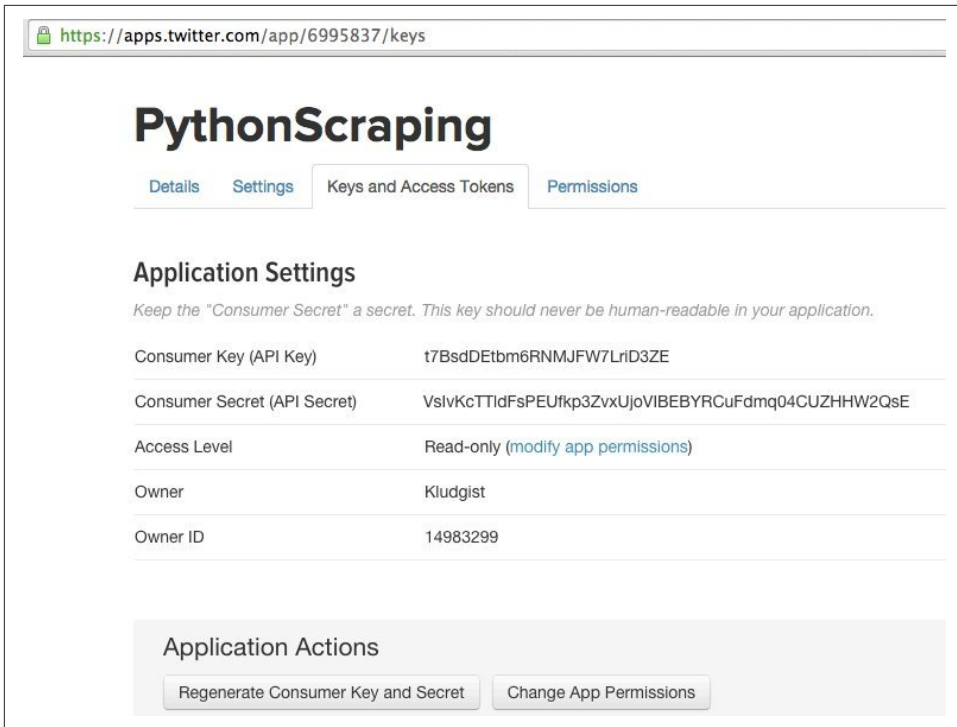 https://apps.twitter.com/app/6995837/keys
PythonScraping
Details Settings Keys and Access Tokens Permissions
Application Settings
Keep the "Consumer Secret" a secret. This key should never be human-readable in your application.
Consumer Key (API Key) t7BsdDEtbm6RNMJFW7LriD3ZE
Consumer Secret (API Secret)
Access Level Read-only (modify app permissions)
Owner Kludgist
Owner ID 14983299
Application Actions
Regenerate Consumer Key and Secret Change App Permissions